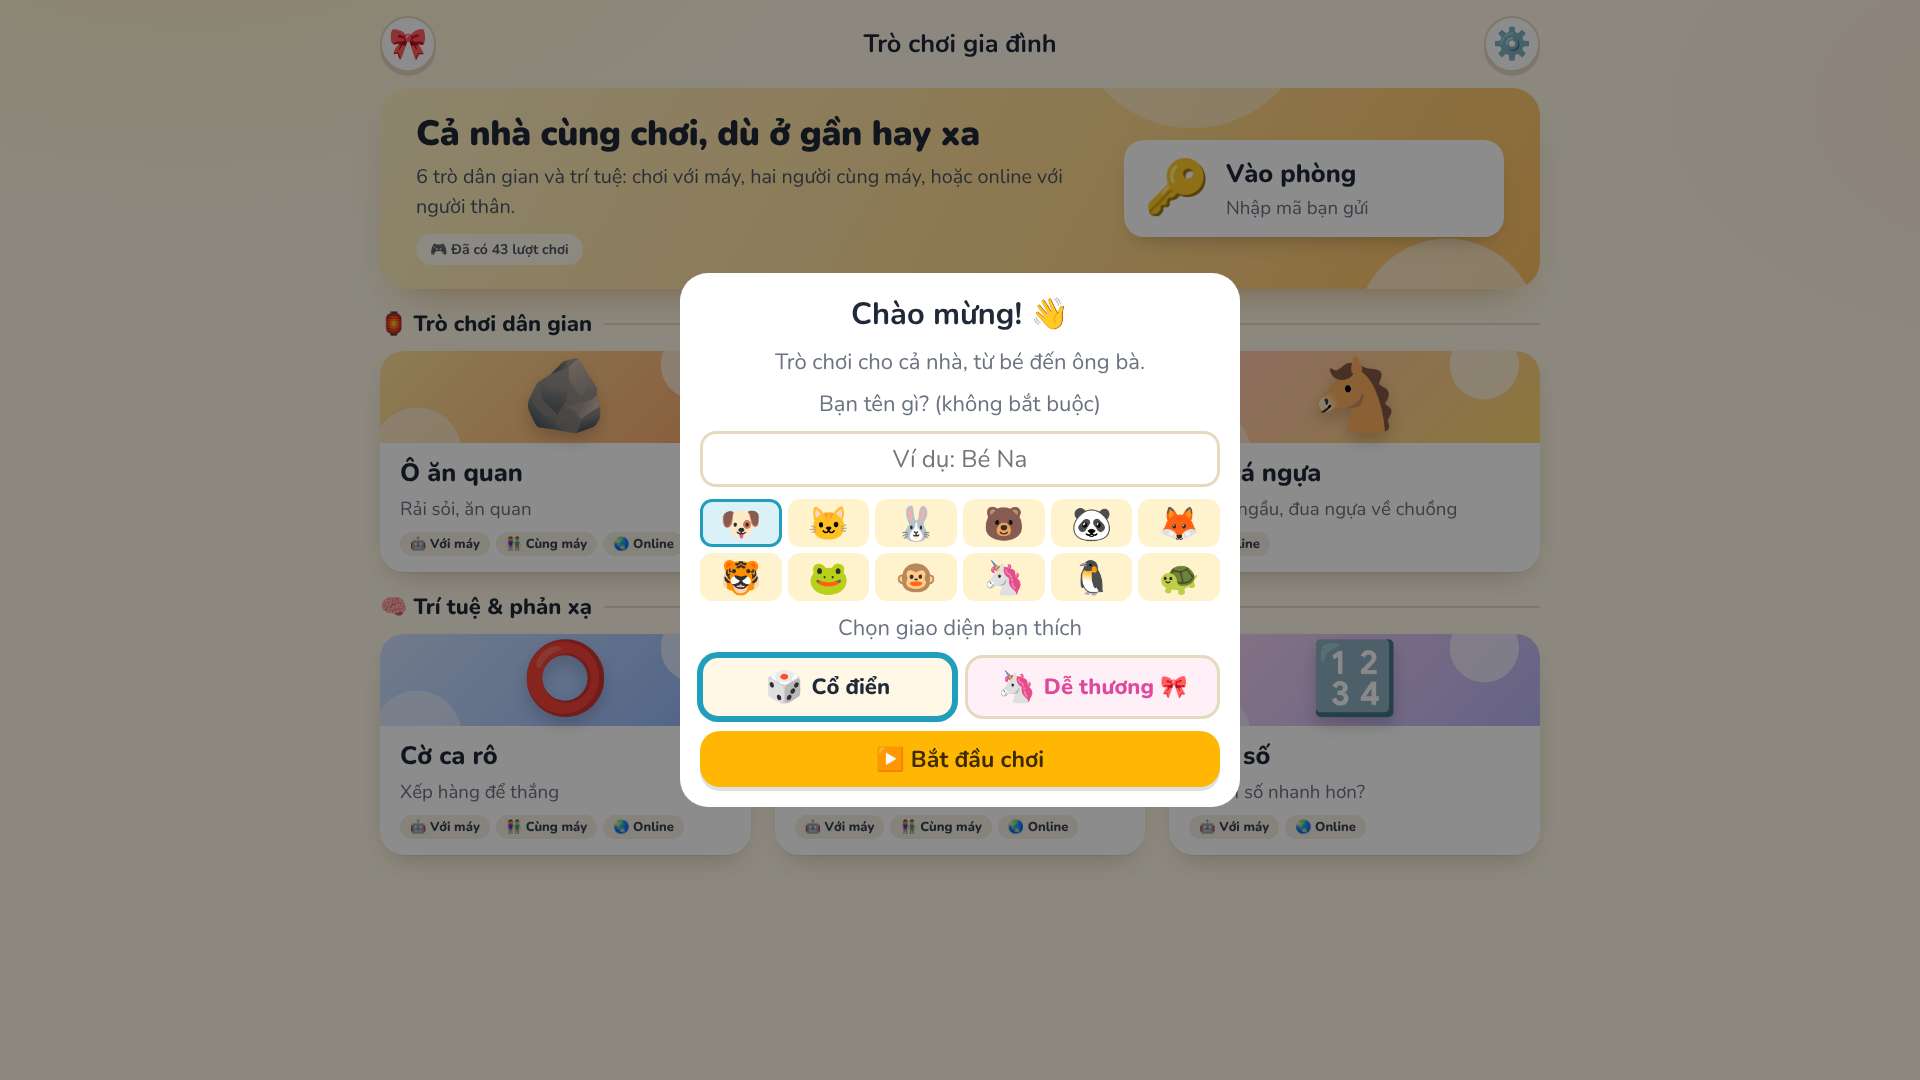 Trò chơi gia đình
Cả nhà cùng chơi, dù ở gần hay xa
6 trò dân gian và trí tuệ: chơi với máy, hai người cùng máy, hoặc online với
người thân.
Đã có 43 lượt chơi
Vào phòng
Nhập mã bạn gửi
Chào mừng!
Trò chơi cho cả nhà, từ bé đến ông bà.
Bạn tên gì? (không bắt buộc)
Ví dụ: Bé Na
Chọn giao diện bạn thích
Cổ điển
Dễ thương
Bắt đầu chơi
Trò chơi dân gian
Ô ăn quan
Rải sỏi, ăn quan
Với máy
Cùng máy
Online
ngựa
đua ngựa về chuồng
Trí tuệ & phản xạ
Cờ ca rô
Xếp hàng để thắng
Với máy
Cùng máy
Online
Với máy
Cùng máy
Online
1 2
3 4
số
số nhanh hơn?
Với máy
Online